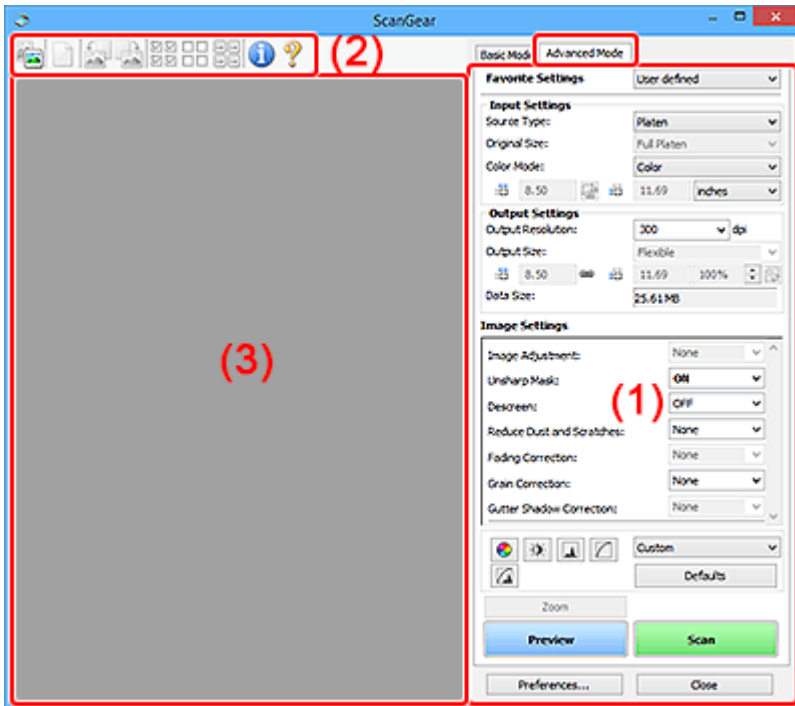 ScanGear
(2)
Basic Mode Advanced Mode
Favorite Settings User defined
Input Settings
Source Type: Platen
Original Size: Full Platen
Color Mode: Color
8.50 11.69 inches
Output Settings
Output Resolution: 300 dpi
Output Size: Flexible
8.50 11.69 100%
Data Size: 25.61 MB
Image Settings
Image Adjustment: None
Unsharp Mask: ON
(3)
(1)
Descreen: OFF
Reduce Dust and Scratches: None
Fading Correction: None
Grain Correction: None
Gutter Shadow Correction: None
Custom
Defaults
Zoom
Preview Scan
Preferences... Close